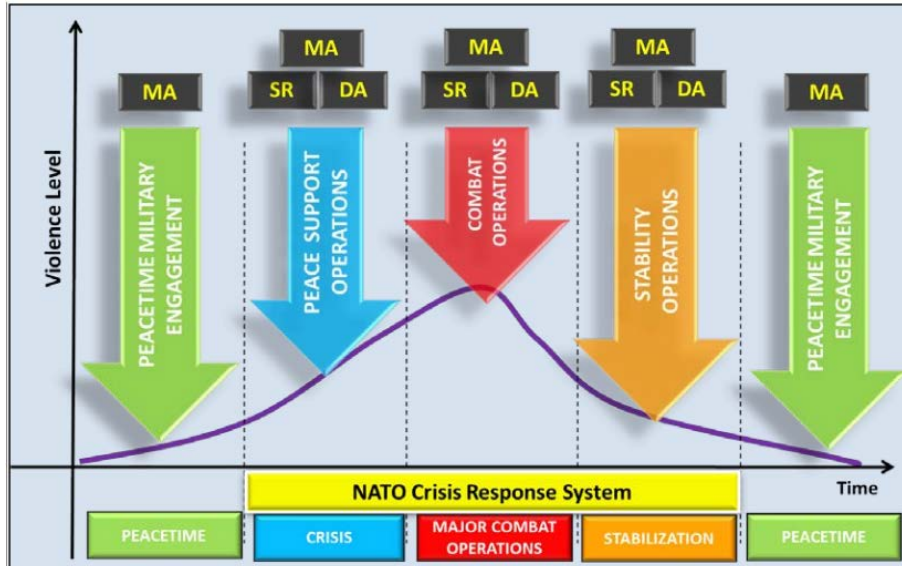 MA
MA
SR DA
MA
SR DA
MA
SR DA
MA
Violence Level
PEACETIME MILITARY
ENGAGEMENT
PEACE SUPPORT
OPERATIONS
COMBAT
OPERATIONS
STABILITY
OPERATIONS
PEACETIME MILITARY
ENGAGEMENT
NATO Crisis Response System
Time
PEACETIME
CRISIS
MAJOR COMBAT
OPERATIONS
STABILIZATION
PEACETIME